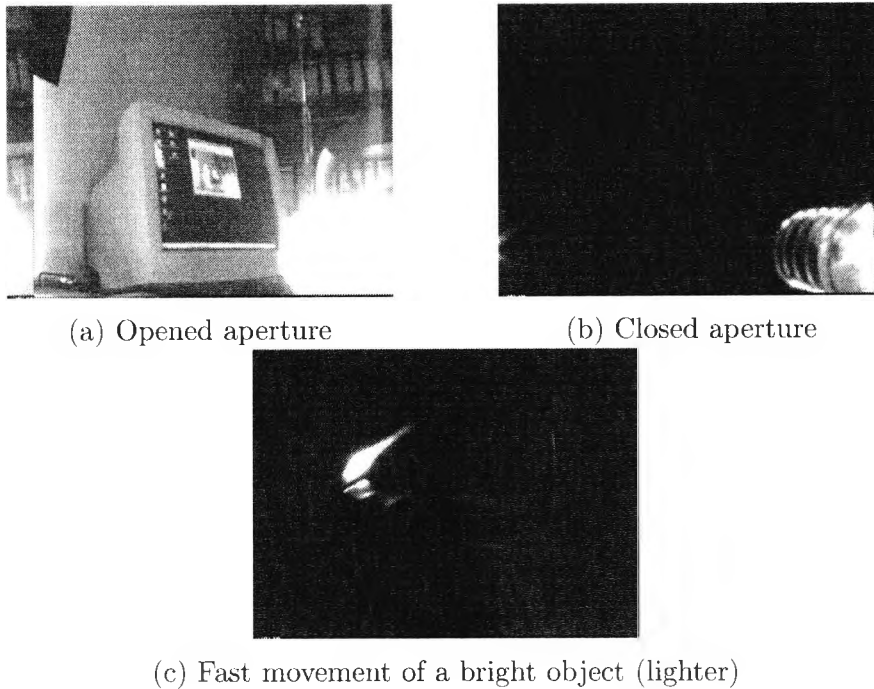 (a) Opened aperture
(b) Closed aperture
(c) Fast movement of a bright object (lighter)